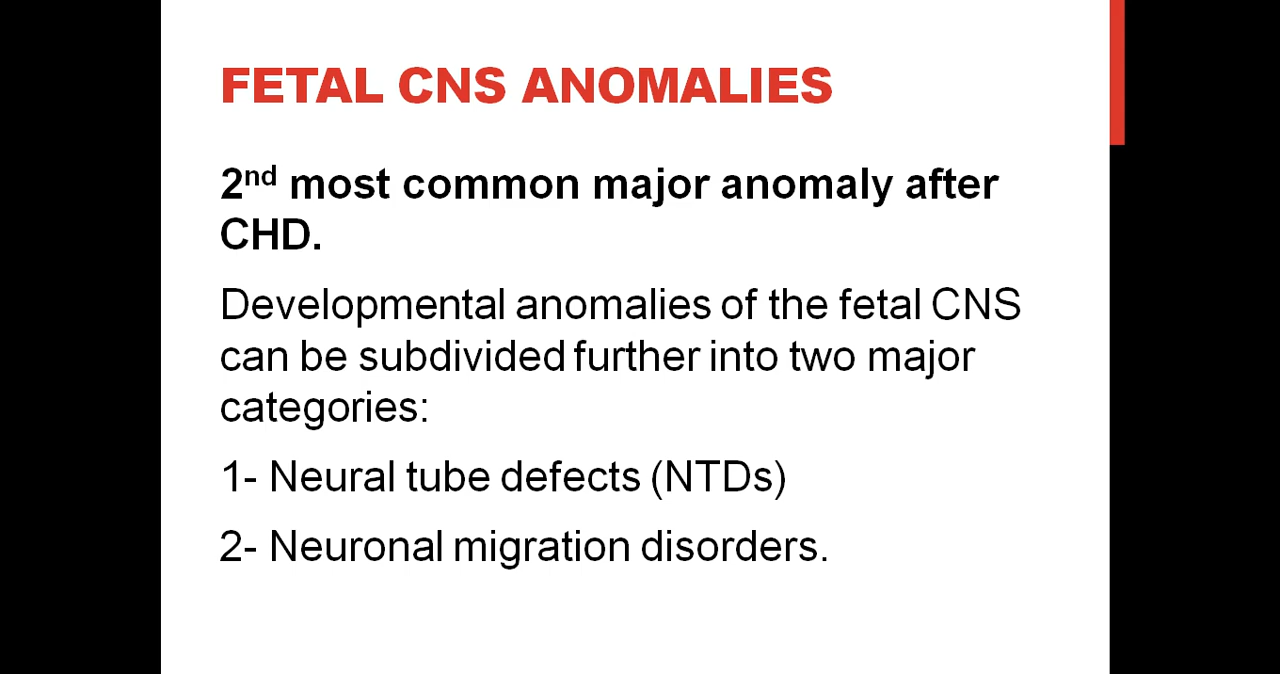 FETAL CNS ANOMALIES
2nd most common major anomaly after
CHD.
Developmental anomalies of the fetal CNS
can be subdivided further into two major
categories:
1- Neural tube defects (NTDs)
2- Neuronal migration disorders.